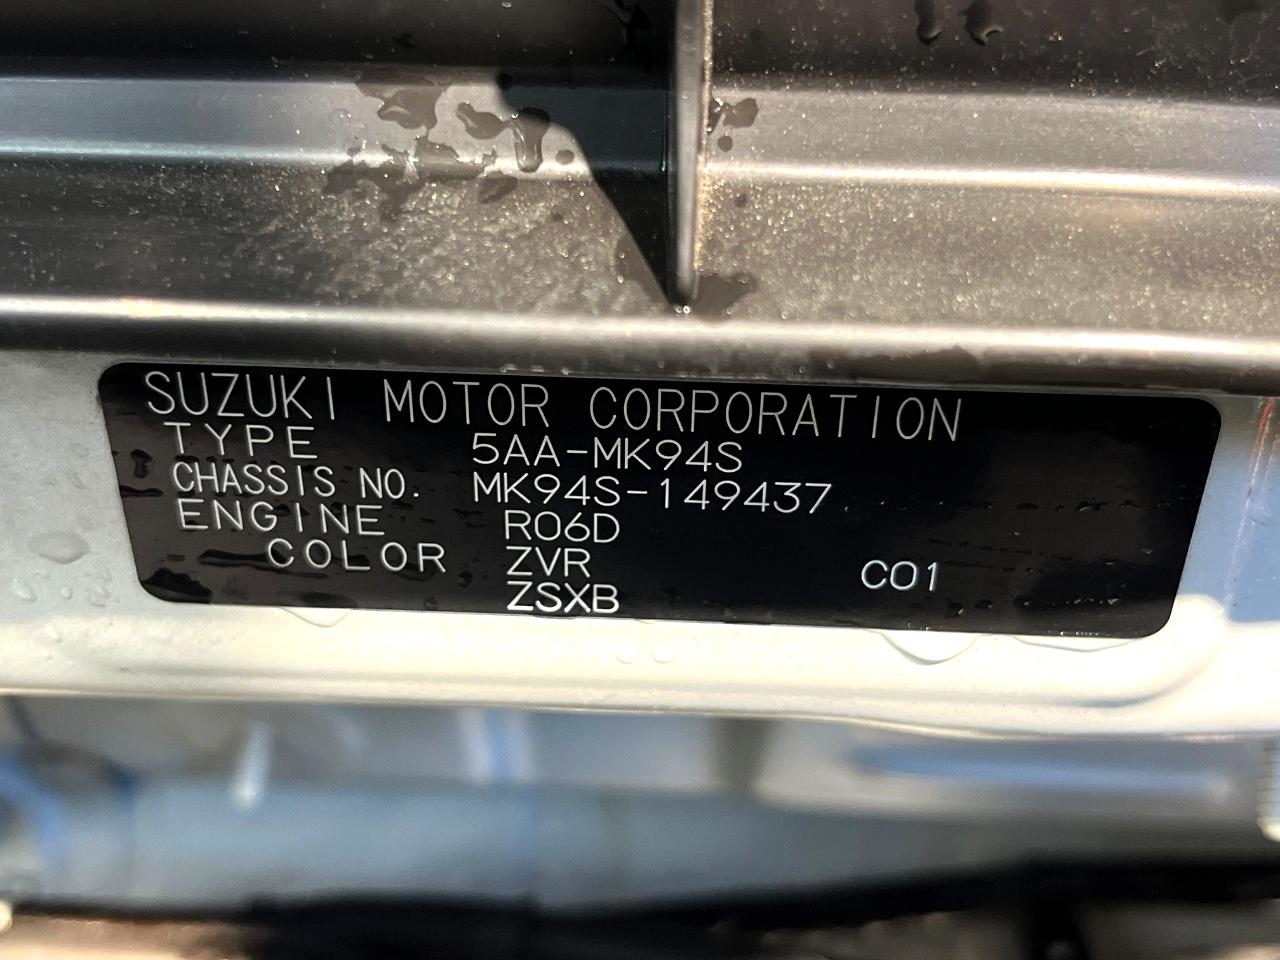 SUZUKI MOTOR CORPORATION
TYPE 5AA-MK94S
CHASSIS NO. MK94S-149437
ENGINE R06D
COLOR ZVR C01
ZSXB